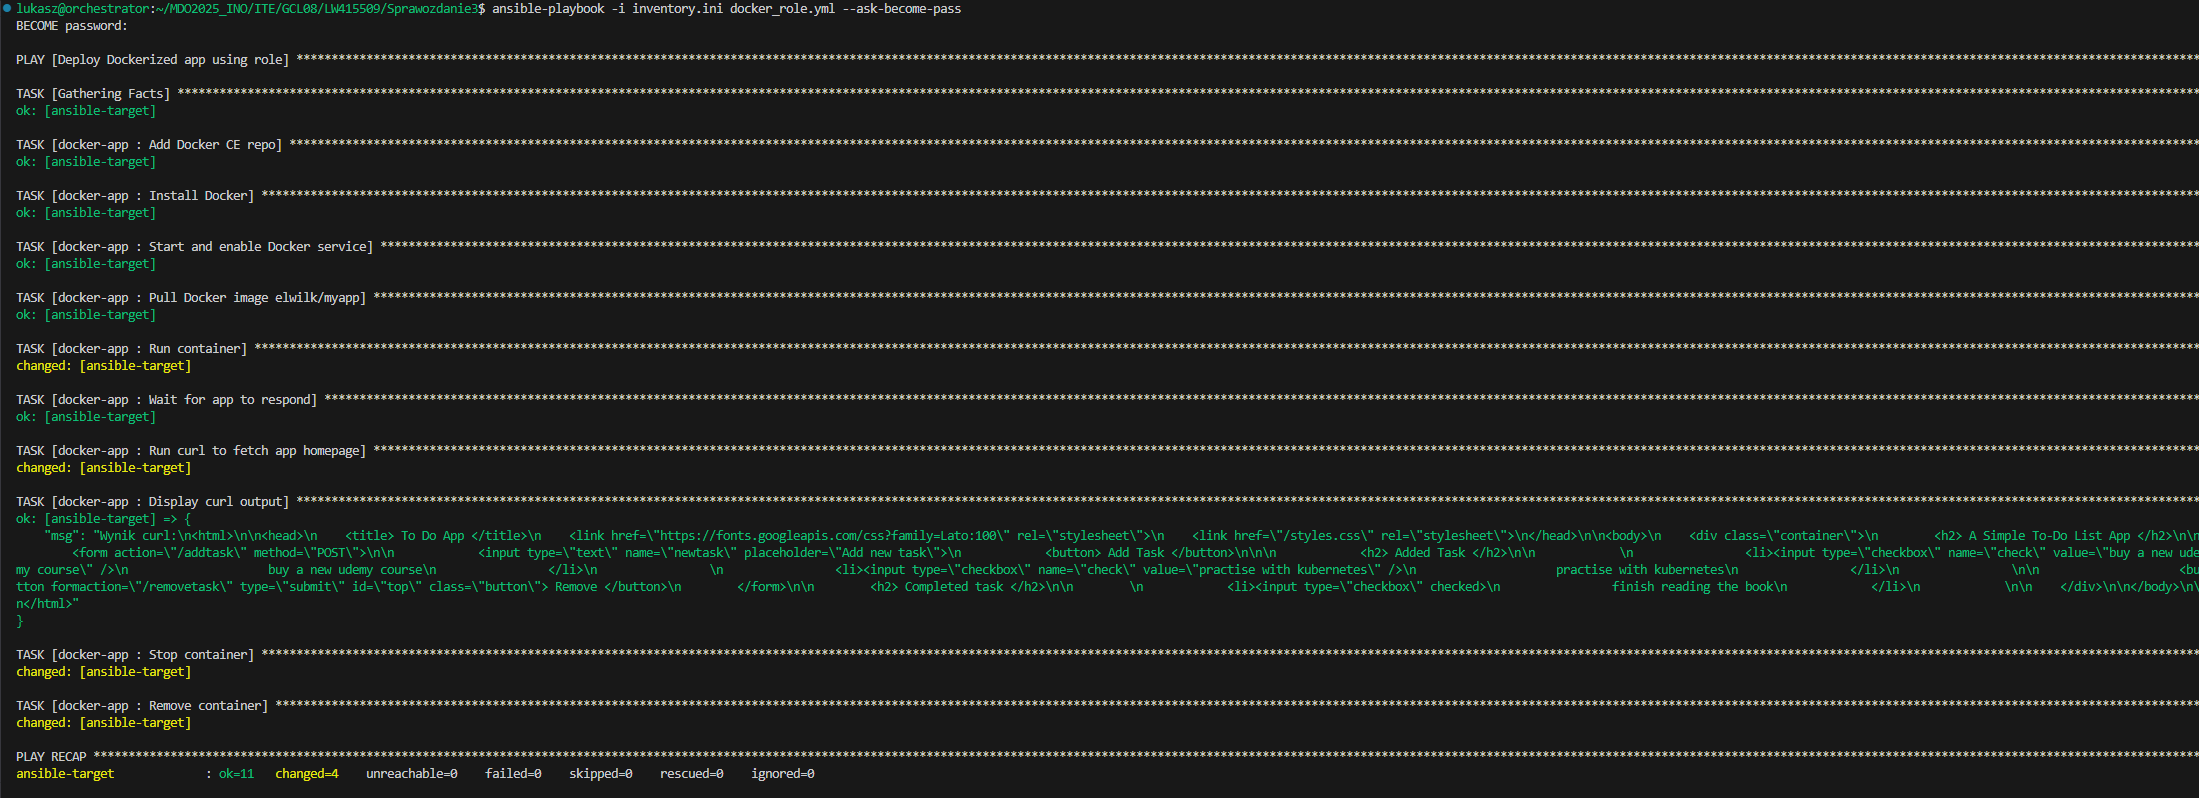 lukasz@orchestrator:~/MDO2025_INO/ITE/GCL08/LW415509/Sprawozdanie3$ ansible-playbook -i inventory.ini docker_role.yml --ask-become-pass
BECOME password:
PLAY [Deploy Dockerized app using role] ****************************************
TASK [Gathering Facts] ****************************************
ok: [ansible-target]
TASK [docker-app : Add Docker CE repo] ****************************************
ok: [ansible-target]
TASK [docker-app : Install Docker] ****************************************
ok: [ansible-target]
TASK [docker-app : Start and enable Docker service] ****************************************
ok: [ansible-target]
TASK [docker-app : Pull Docker image elwilk/myapp] ****************************************
ok: [ansible-target]
TASK [docker-app : Run container] ****************************************
changed: [ansible-target]
TASK [docker-app : Wait for app to respond] ****************************************
ok: [ansible-target]
TASK [docker-app : Run curl to fetch app homepage] ****************************************
changed: [ansible-target]
TASK [docker-app : Display curl output] ****************************************
ok: [ansible-target] => {
    "msg": "Wynik curl:\n<html>\n\n<head>\n    <title> To Do App </title>\n    <link href=\"https://fonts.googleapis.com/css?family=Lato:100\" rel=\"stylesheet\">\n    <link href=\"/styles.css\" rel=\"stylesheet\">\n</head>\n\n<body>\n    <div class=\"container\">\n        <h2> A Simple To-Do List App </h2>\n\n
        <form action=\"/addtask\" method=\"POST\">\n\n            <input type=\"text\" name=\"newtask\" placeholder=\"Add new task\">\n            <button> Add Task </button>\n\n\n            <h2> Added Task </h2>\n\n            \n                <li><input type=\"checkbox\" name=\"check\" value=\"buy a new ude
my course\" />\n                    buy a new udemy course\n                </li>\n            \n                <li><input type=\"checkbox\" name=\"check\" value=\"practise with kubernetes\" />\n                    practise with kubernetes\n                </li>\n            \n\n            <bu
tton formaction=\"/removetask\" type=\"submit\" id=\"top\" class=\"button\"> Remove </button>\n        </form>\n\n        <h2> Completed task </h2>\n\n        \n            <li><input type=\"checkbox\" checked>\n                finish reading the book\n            </li>\n            \n\n    </div>\n\n</body>\n\
n</html>"
}
TASK [docker-app : Stop container] ****************************************
changed: [ansible-target]
TASK [docker-app : Remove container] ****************************************
changed: [ansible-target]
PLAY RECAP ****************************************
ansible-target             : ok=11   changed=4    unreachable=0    failed=0    skipped=0    rescued=0    ignored=0